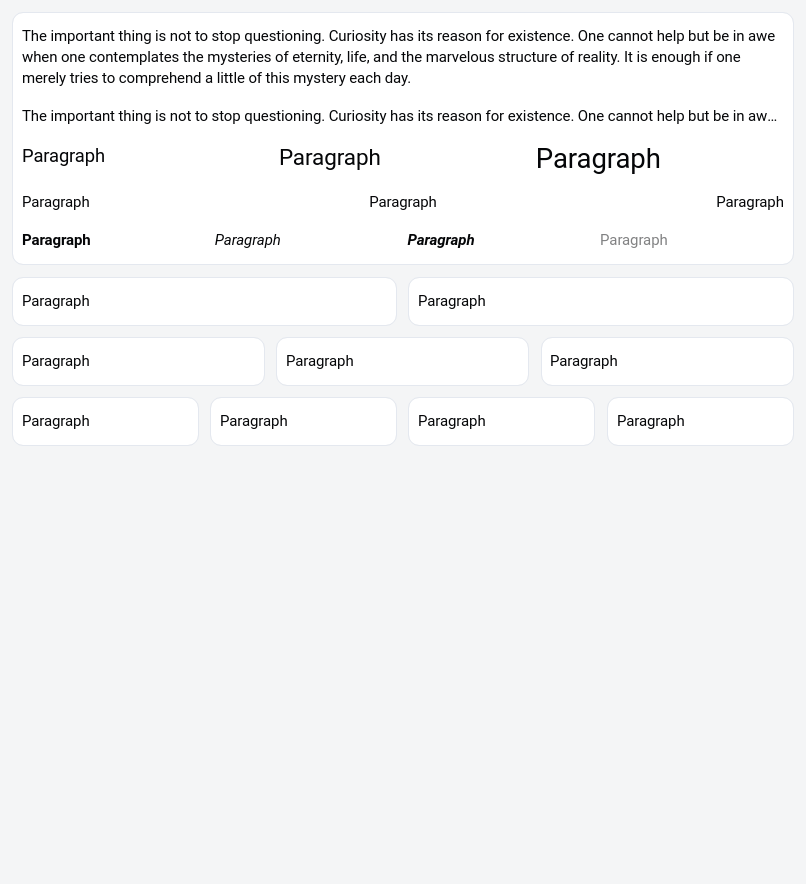 The important thing is not to stop questioning. Curiosity has its reason for existence. One cannot help but be in awe
when one contemplates the mysteries of eternity, life, and the marvelous structure of reality. It is enough if one
merely tries to comprehend a little of this mystery each day.
The important thing is not to stop questioning. Curiosity has its reason for existence. One cannot help but be in aw…
Paragraph Paragraph Paragraph
Paragraph Paragraph Paragraph
Paragraph Paragraph Paragraph Paragraph
Paragraph Paragraph
Paragraph Paragraph Paragraph
Paragraph Paragraph Paragraph Paragraph